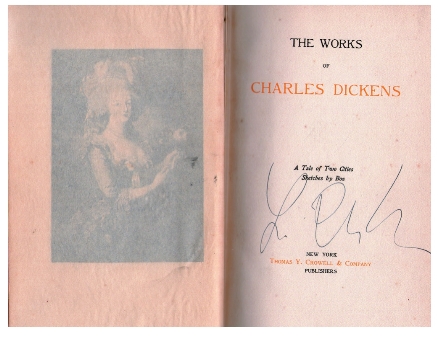 THE WORKS
OF
CHARLES DICKENS
A Tale of Two Cities
Sketches by Boz
NEW YORK
THOMAS Y. CROWELL & COMPANY
PUBLISHERS